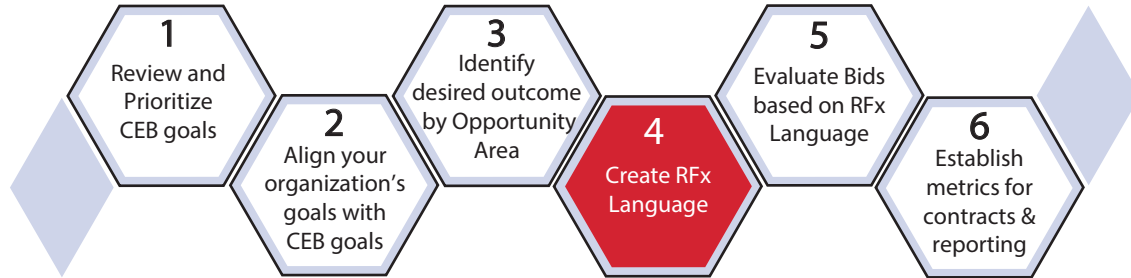 1
Review and
Prioritize
CEB goals
2
Align your
organization's
goals with
CEB goals
3
Identify
desired outcome
by Opportunity
Area
4
Create RFx
Language
5
Evaluate Bids
based on RFx
Language
6
Establish
metrics for
contracts &
reporting